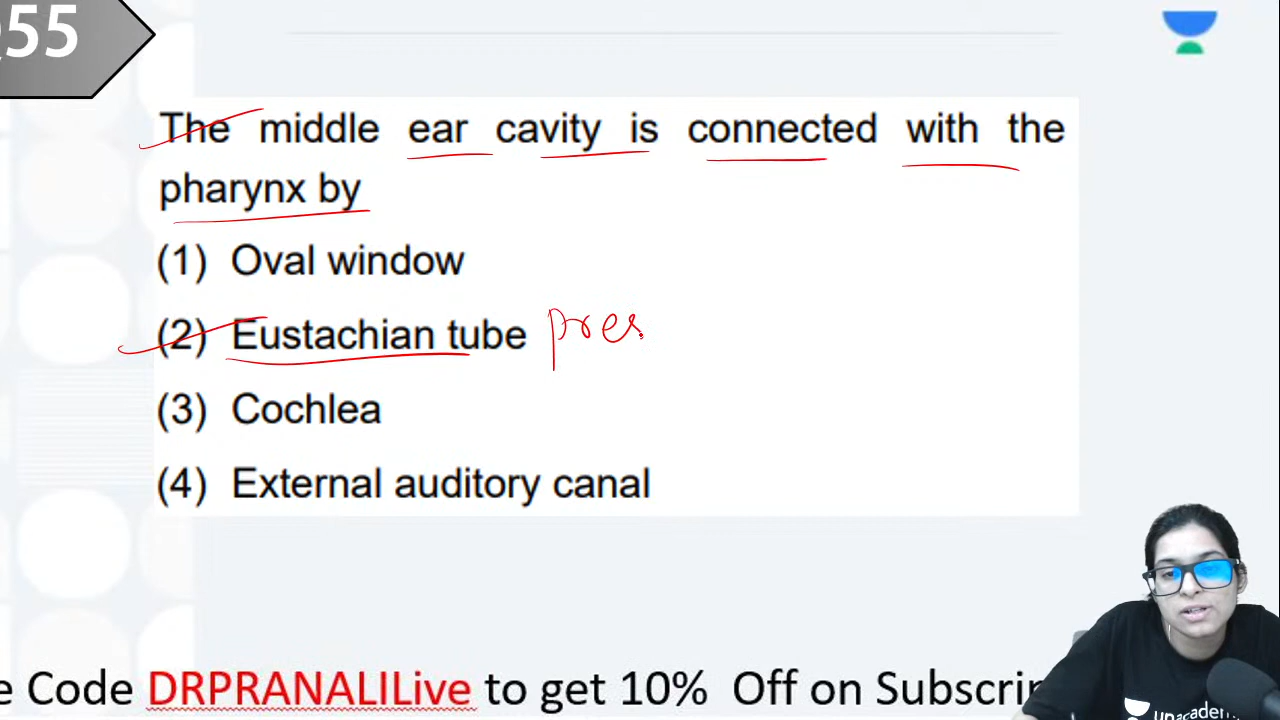 55
The middle ear cavity is connected with the
pharynx by
(1) Oval window
(2) Eustachian tube pres
(3) Cochlea
(4) External auditory canal
e Code DRPRANALILive to get 10% Off on Subscri
unacadem